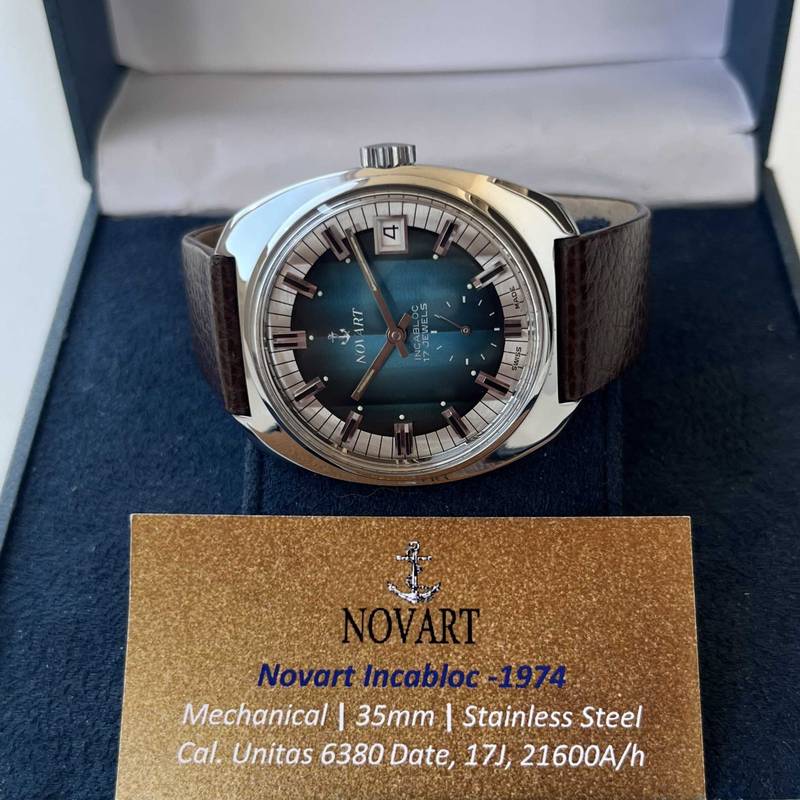 4
NOVART
INCABLOC
17 JEWELS
SWISS MADE
NOVART
Novart Incabloc -1974
Mechanical | 35mm | Stainless Steel
Cal. Unitas 6380 Date, 17J, 21600A/h